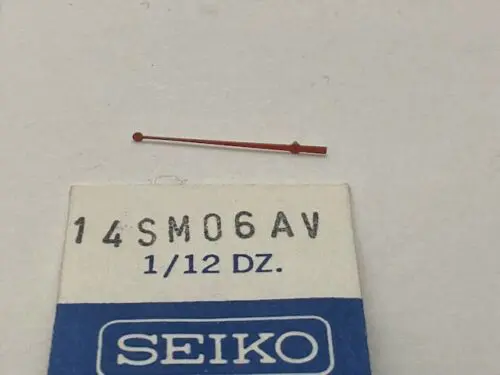 14SM06AV
1/12 DZ.
SEIKO